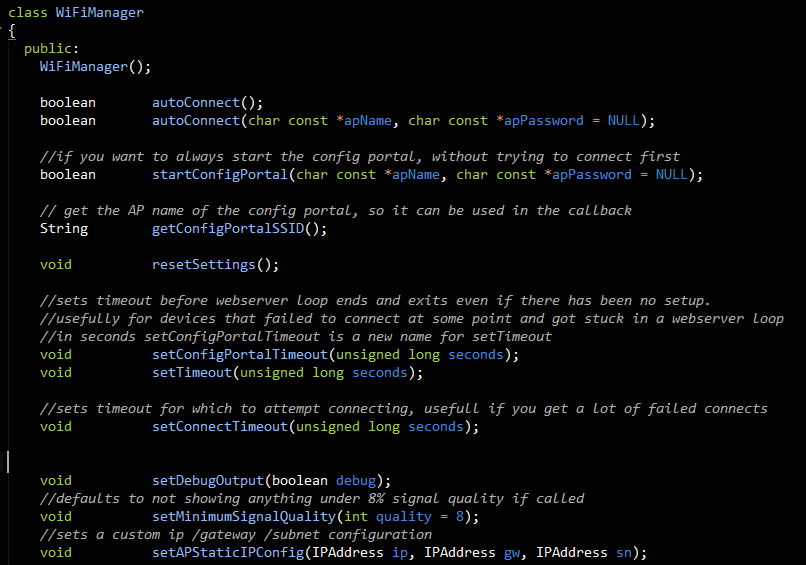 class WiFiManager
{
  public:
    WiFiManager();

    boolean       autoConnect();
    boolean       autoConnect(char const *apName, char const *apPassword = NULL);

    //if you want to always start the config portal, without trying to connect first
    boolean       startConfigPortal(char const *apName, char const *apPassword = NULL);

    // get the AP name of the config portal, so it can be used in the callback
    String        getConfigPortalSSID();

    void          resetSettings();

    //sets timeout before webserver loop ends and exits even if there has been no setup.
    //usefully for devices that failed to connect at some point and got stuck in a webserver loop
    //in seconds setConfigPortalTimeout is a new name for setTimeout
    void          setConfigPortalTimeout(unsigned long seconds);
    void          setTimeout(unsigned long seconds);

    //sets timeout for which to attempt connecting, usefull if you get a lot of failed connects
    void          setConnectTimeout(unsigned long seconds);


    void          setDebugOutput(boolean debug);
    //defaults to not showing anything under 8% signal quality if called
    void          setMinimumSignalQuality(int quality = 8);
    //sets a custom ip /gateway /subnet configuration
    void          setAPStaticIPConfig(IPAddress ip, IPAddress gw, IPAddress sn);